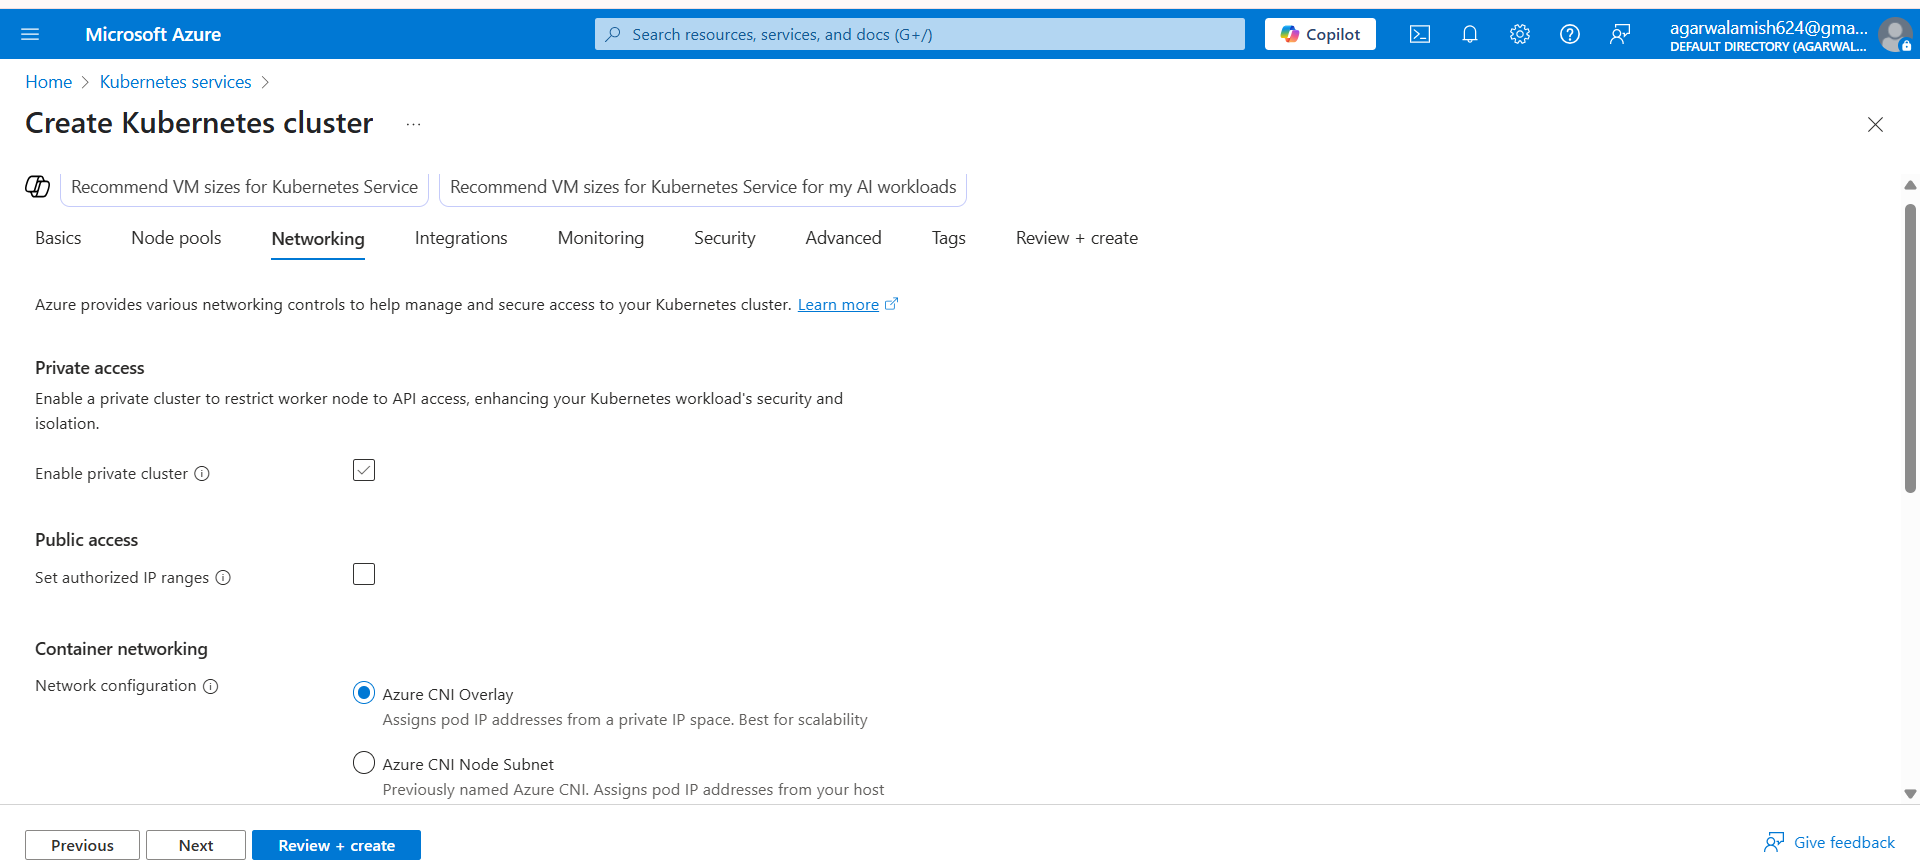 Microsoft Azure
Search resources, services, and docs (G+/)
Copilot
agarwalamish624@gma...
DEFAULT DIRECTORY (AGARWAL...
Home > Kubernetes services >
Create Kubernetes cluster ...
Recommend VM sizes for Kubernetes Service
Recommend VM sizes for Kubernetes Service for my AI workloads
Basics Node pools Networking Integrations Monitoring Security Advanced Tags Review + create
Azure provides various networking controls to help manage and secure access to your Kubernetes cluster. Learn more
Private access
Enable a private cluster to restrict worker node to API access, enhancing your Kubernetes workload's security and
isolation.
Enable private cluster
Public access
Set authorized IP ranges
Container networking
Network configuration
Azure CNI Overlay
Assigns pod IP addresses from a private IP space. Best for scalability
Azure CNI Node Subnet
Previously named Azure CNI. Assigns pod IP addresses from your host
Previous
Next
Review + create
Give feedback